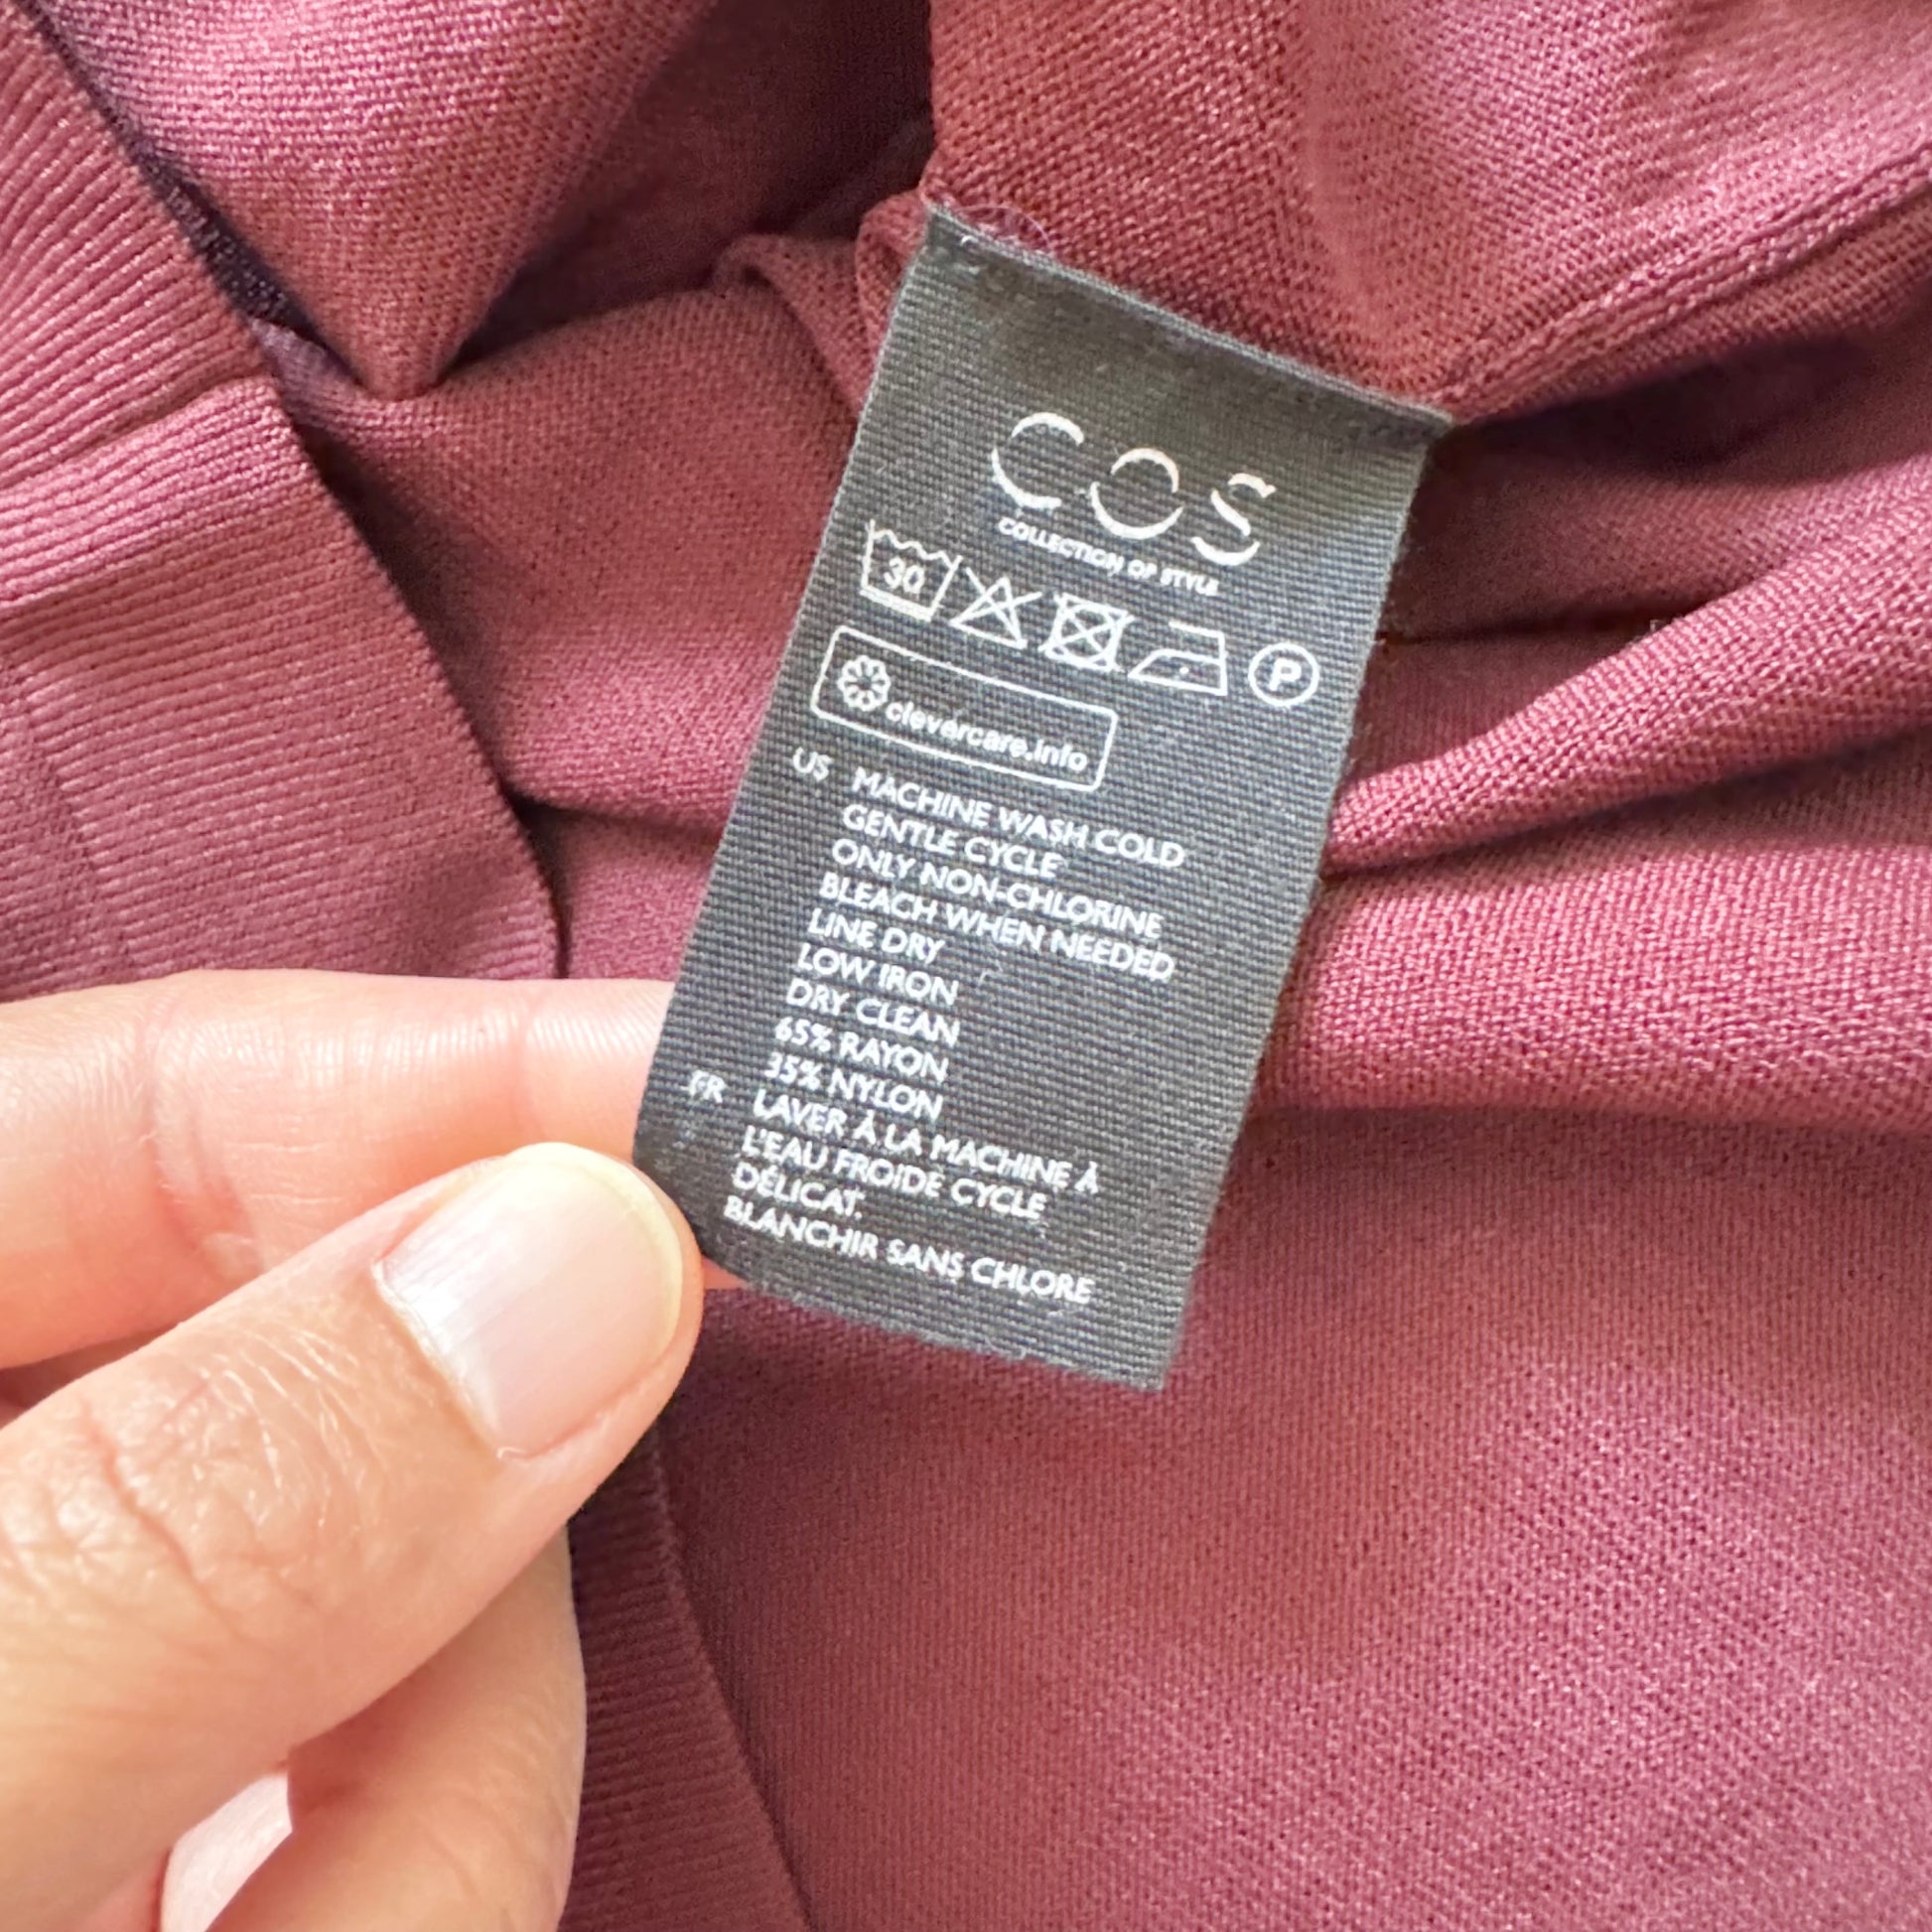 COS
COLLECTION OF STYLE
30 P
clevercare.info
US MACHINE WASH COLD
GENTLE CYCLE
ONLY NON-CHLORINE
BLEACH WHEN NEEDED
LINE DRY
LOW IRON
DRY CLEAN
65% RAYON
35% NYLON
FR LAVER À LA MACHINE À
L'EAU FROIDE CYCLE
DÉLICAT.
BLANCHIR SANS CHLORE